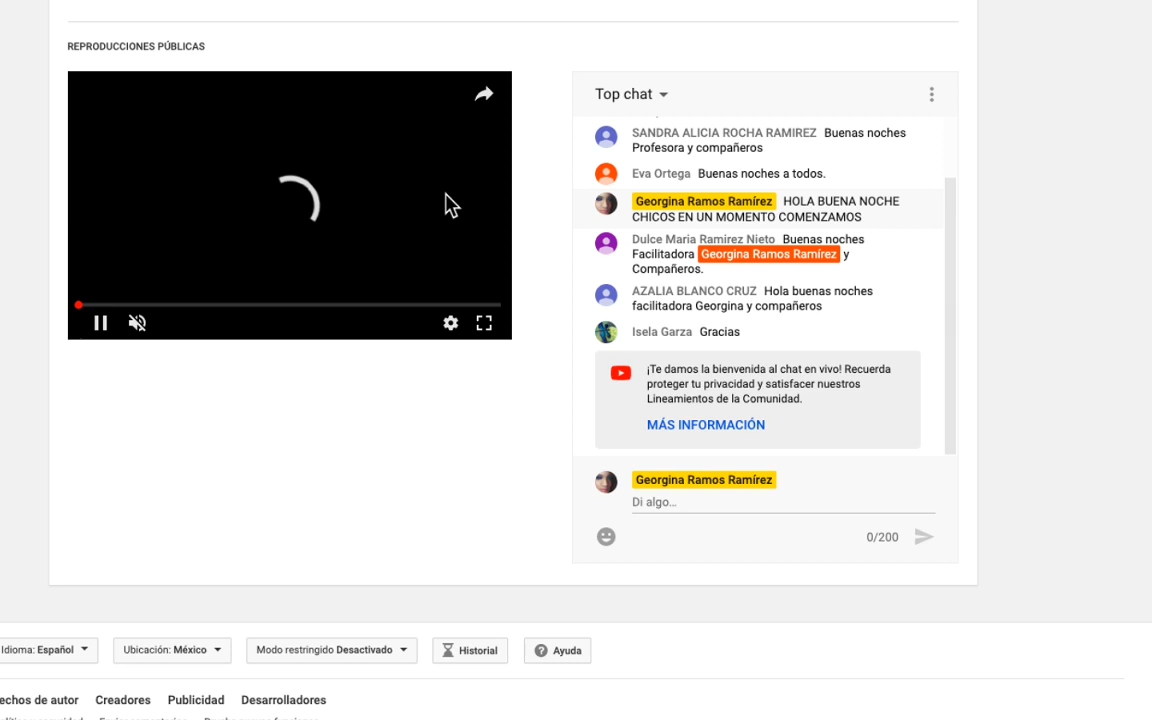 REPRODUCCIONES PÚBLICAS
Top chat
SANDRA ALICIA ROCHA RAMIREZ Buenas noches
Profesora y compañeros
Eva Ortega Buenas noches a todos.
Georgina Ramos Ramírez HOLA BUENA NOCHE
CHICOS EN UN MOMENTO COMENZAMOS
Dulce Maria Ramirez Nieto Buenas noches
Facilitadora Georgina Ramos Ramírez y
Compañeros.
AZALIA BLANCO CRUZ Hola buenas noches
facilitadora Georgina y compañeros
Isela Garza Gracias
¡Te damos la bienvenida al chat en vivo! Recuerda
proteger tu privacidad y satisfacer nuestros
Lineamientos de la Comunidad.
MÁS INFORMACIÓN
Georgina Ramos Ramírez
Di algo...
0/200
Idioma: Español
Ubicación: México
Modo restringido Desactivado
Historial
Ayuda
echos de autor Creadores Publicidad Desarrolladores